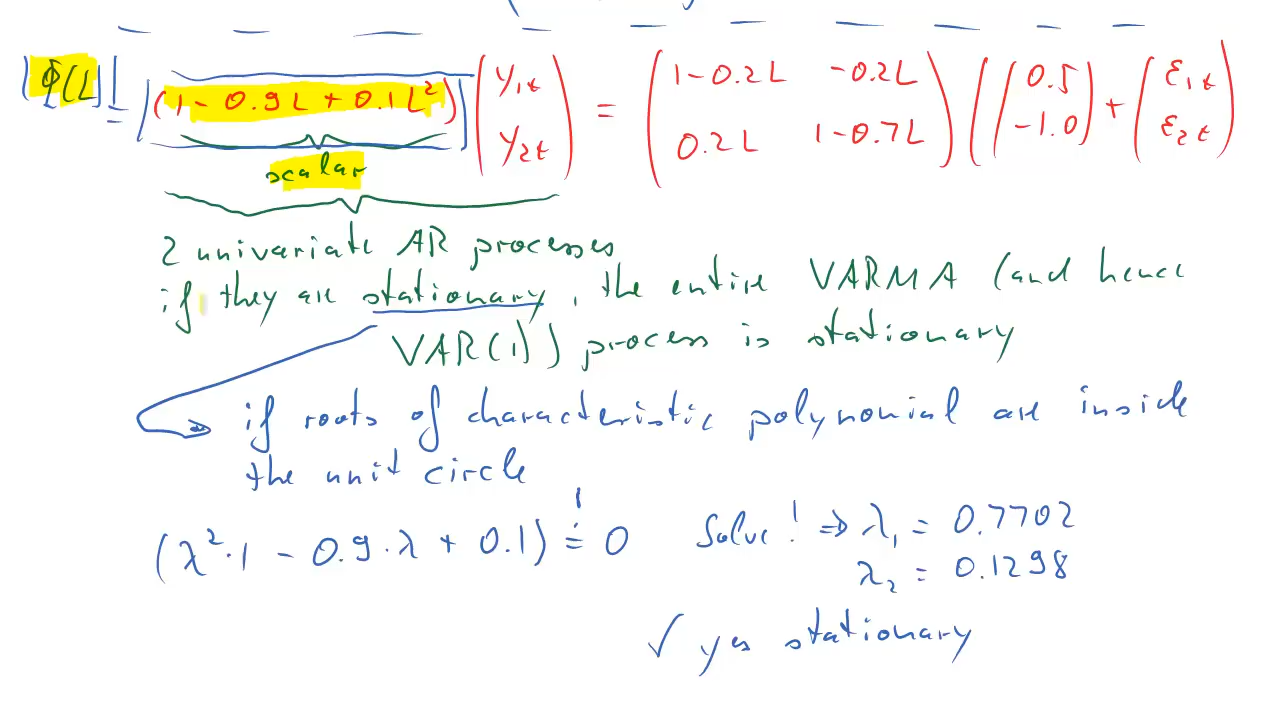 |Φ(L)| = |(1 - 0.9L + 0.1L²)| (y₁t y₂t) = (1-0.2L -0.2L 0.2L 1-0.7L) ((0.5 -1.0) + (ε₁t ε₂t
scalar
2 univariate AR processes
if they are stationary, the entire VARMA (and hence
VAR(1)) process is stationary
if roots of characteristic polynomial are inside
the unit circle
(λ²·1 - 0.9·λ + 0.1) != 0 Solve! ⇒ λ₁ = 0.7702
λ₂ = 0.1298
✓ yes stationary